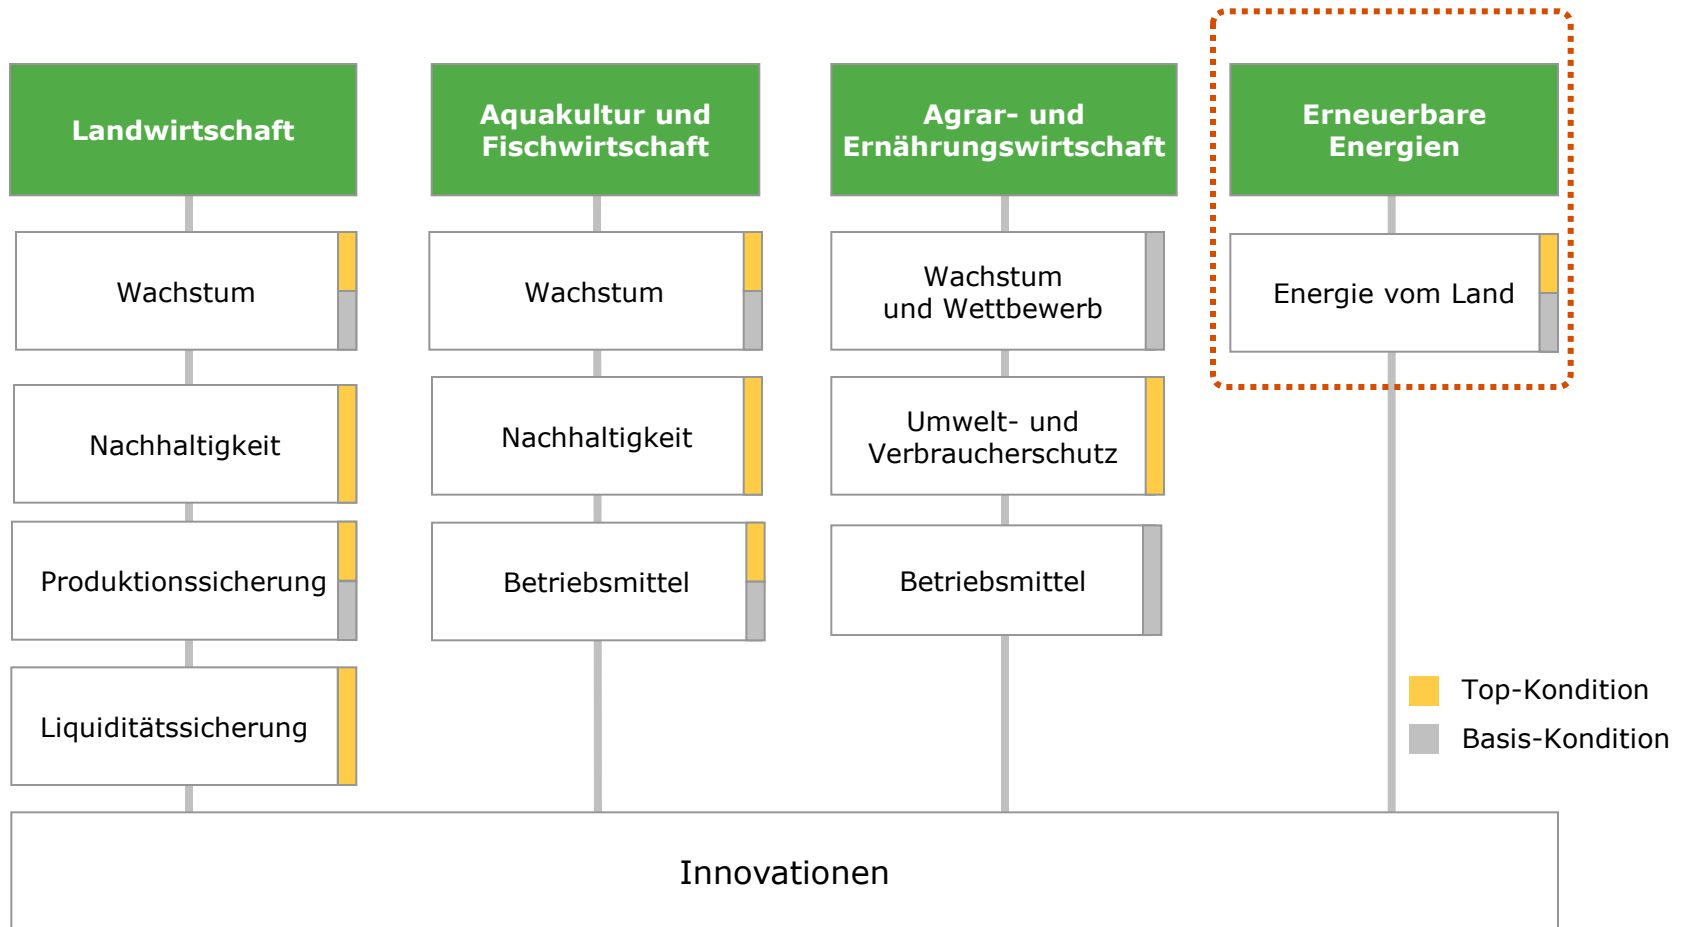 Landwirtschaft
Aquakultur und
Fischwirtschaft
Agrar- und
Ernährungswirtschaft
Erneuerbare
Energien
Wachstum
Wachstum
Wachstum
und Wettbewerb
Energie vom Land
Nachhaltigkeit
Nachhaltigkeit
Umwelt- und
Verbraucherschutz
Produktionssicherung
Betriebsmittel
Betriebsmittel
Liquiditätssicherung
Top-Kondition
Basis-Kondition
Innovationen